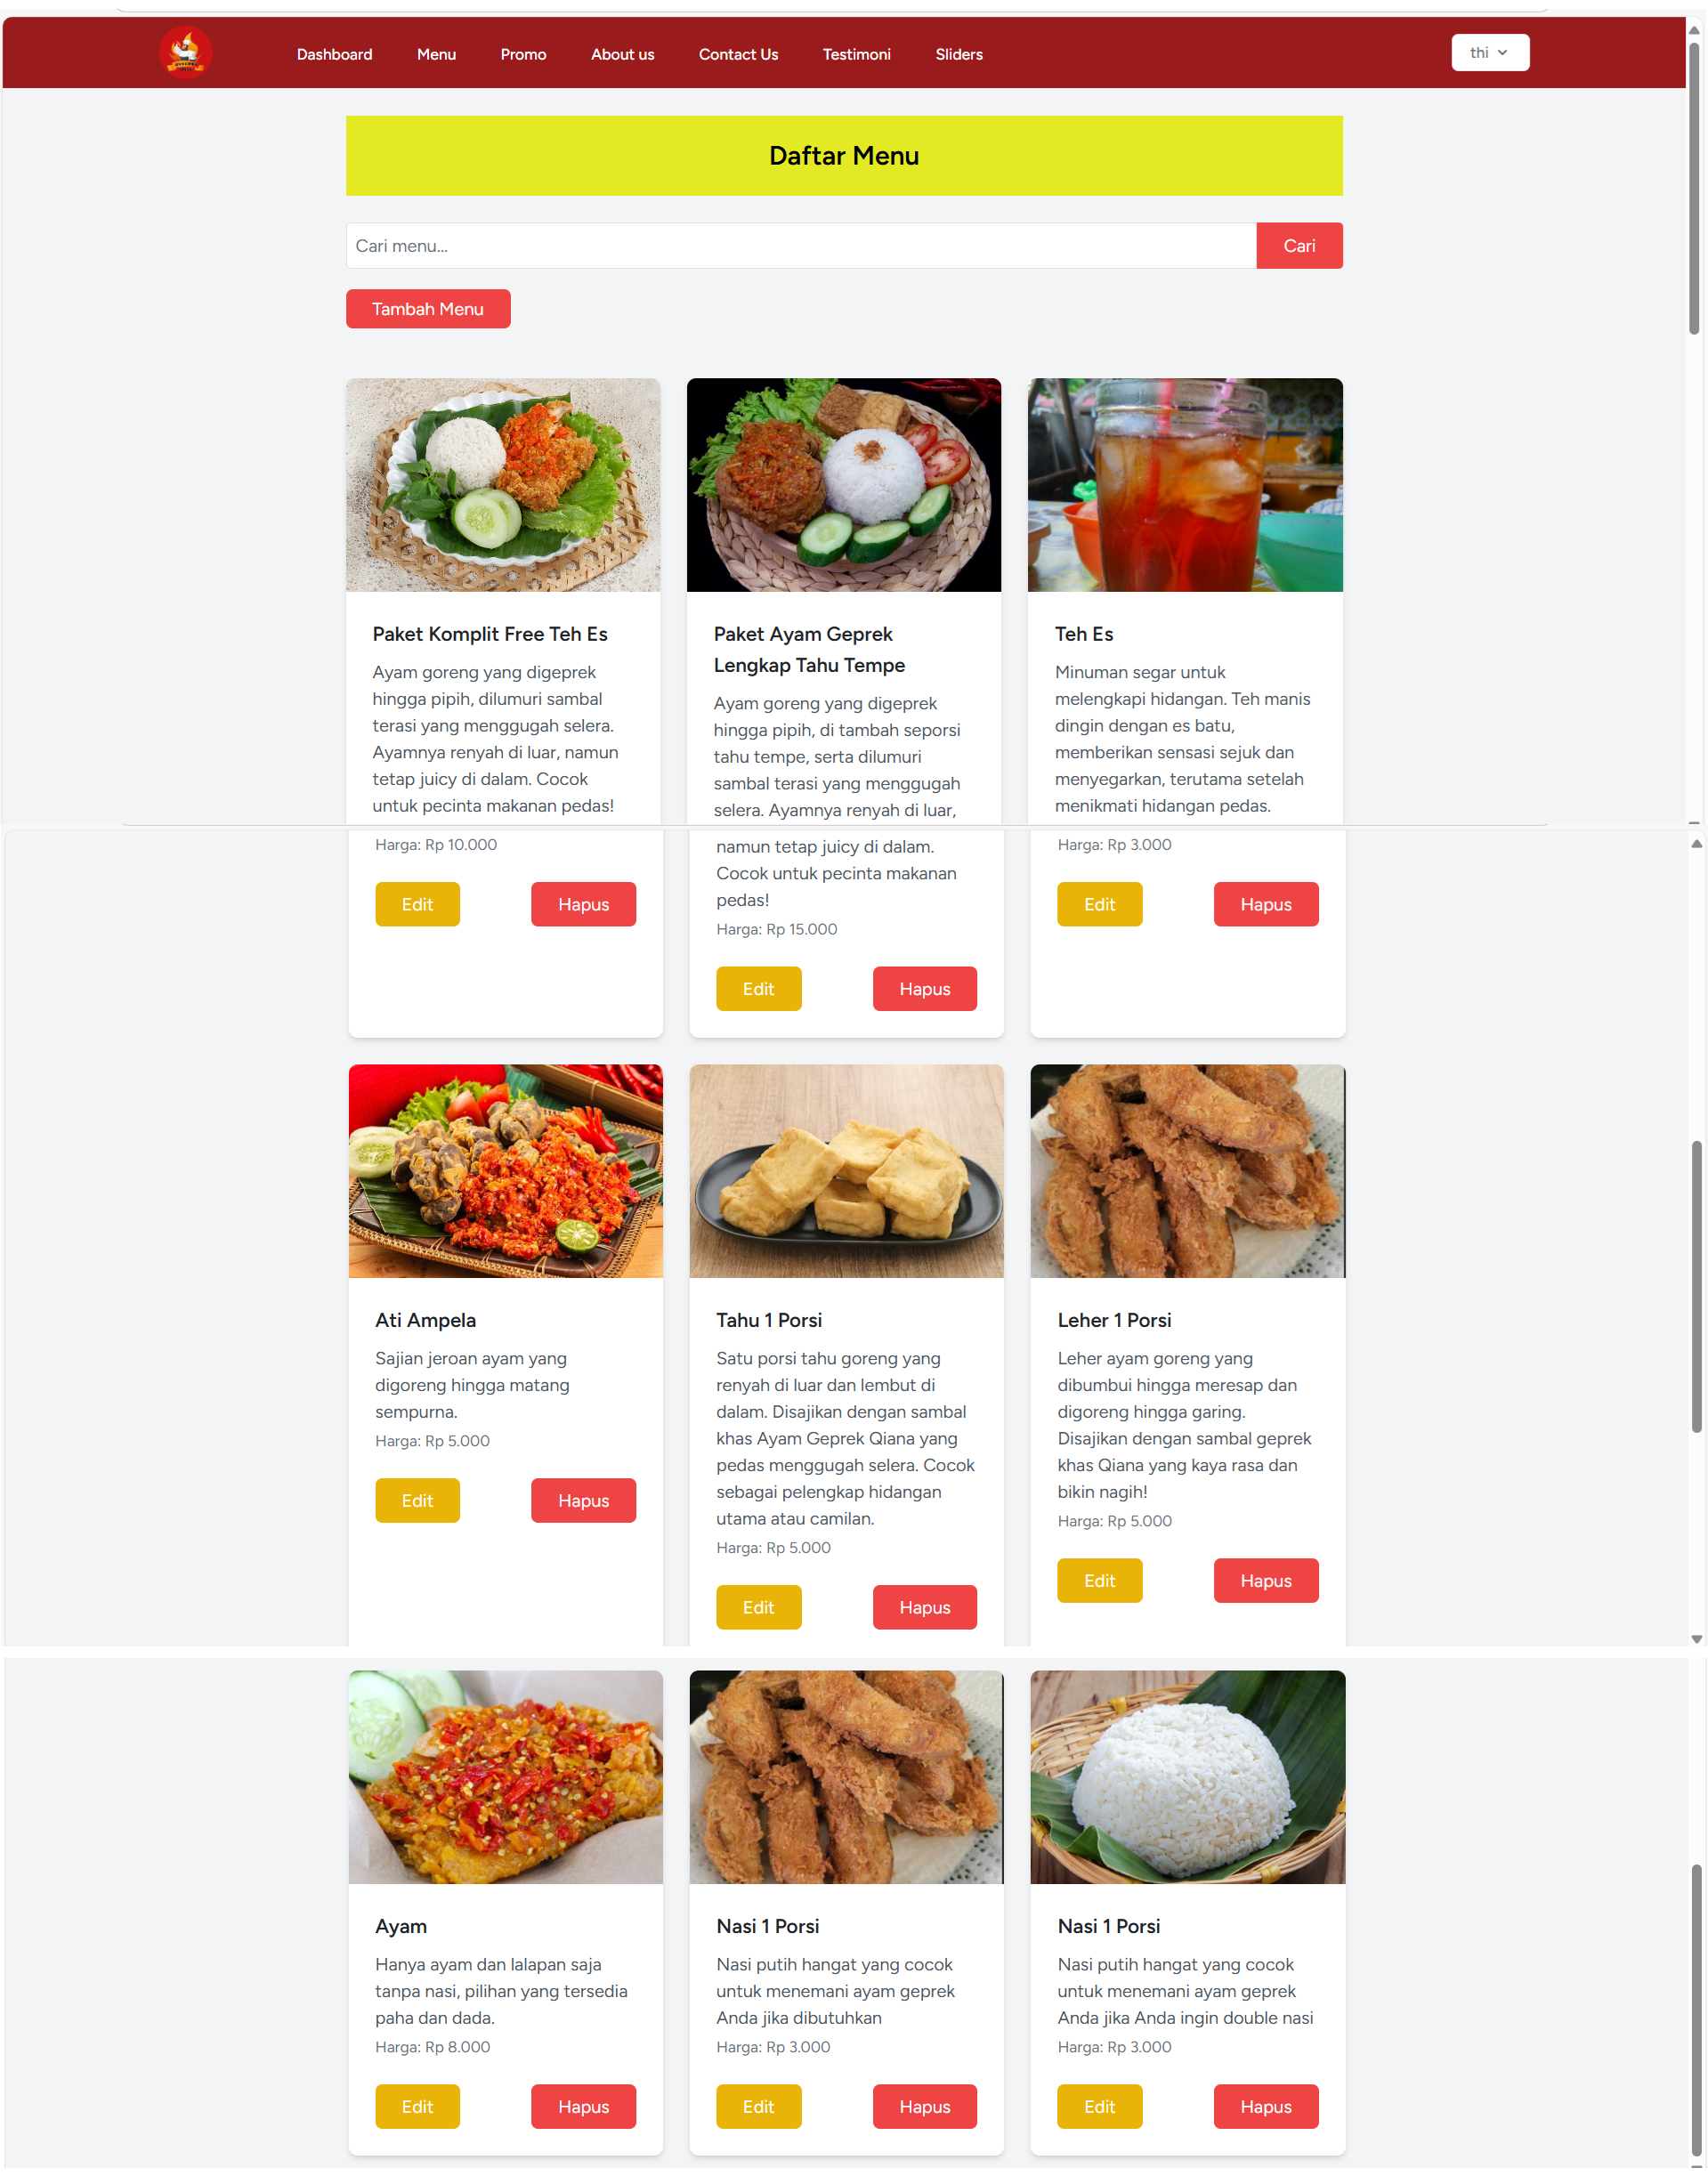 Dashboard Menu Promo About us Contact Us Testimoni Sliders thi
Daftar Menu
Cari menu... Cari
Tambah Menu
Paket Komplit Free Teh Es
Ayam goreng yang digeprek
hingga pipih, dilumuri sambal
terasi yang menggugah selera.
Ayamnya renyah di luar, namun
tetap juicy di dalam. Cocok
untuk pecinta makanan pedas!
Harga: Rp 10.000
Edit Hapus
Paket Ayam Geprek
Lengkap Tahu Tempe
Ayam goreng yang digeprek
hingga pipih, di tambah seporsi
tahu tempe, serta dilumuri
sambal terasi yang menggugah
selera. Ayamnya renyah di luar,
namun tetap juicy di dalam.
Cocok untuk pecinta makanan
pedas!
Harga: Rp 15.000
Edit Hapus
Teh Es
Minuman segar untuk
melengkapi hidangan. Teh manis
dingin dengan es batu,
memberikan sensasi sejuk dan
menyegarkan, terutama setelah
menikmati hidangan pedas.
Harga: Rp 3.000
Edit Hapus
Ati Ampela
Sajian jeroan ayam yang
digoreng hingga matang
sempurna.
Harga: Rp 5.000
Edit Hapus
Tahu 1 Porsi
Satu porsi tahu goreng yang
renyah di luar dan lembut di
dalam. Disajikan dengan sambal
khas Ayam Geprek Qiana yang
pedas menggugah selera. Cocok
sebagai pelengkap hidangan
utama atau camilan.
Harga: Rp 5.000
Edit Hapus
Leher 1 Porsi
Leher ayam goreng yang
dibumbui hingga meresap dan
digoreng hingga garing.
Disajikan dengan sambal geprek
khas Qiana yang kaya rasa dan
bikin nagih!
Harga: Rp 5.000
Edit Hapus
Ayam
Hanya ayam dan lalapan saja
tanpa nasi, pilihan yang tersedia
paha dan dada.
Harga: Rp 8.000
Edit Hapus
Nasi 1 Porsi
Nasi putih hangat yang cocok
untuk menemani ayam geprek
Anda jika dibutuhkan
Harga: Rp 3.000
Edit Hapus
Nasi 1 Porsi
Nasi putih hangat yang cocok
untuk menemani ayam geprek
Anda jika Anda ingin double nasi
Harga: Rp 3.000
Edit Hapus